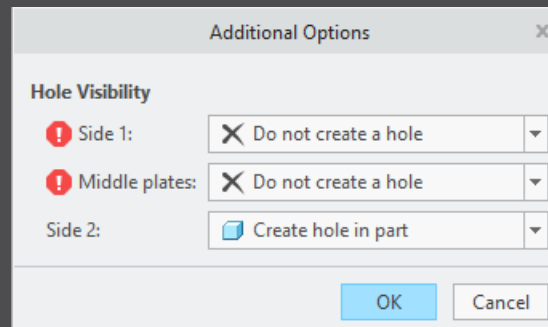 Additional Options
Hole Visibility
Side 1: Do not create a hole
Middle plates: Do not create a hole
Side 2: Create hole in part
OK Cancel